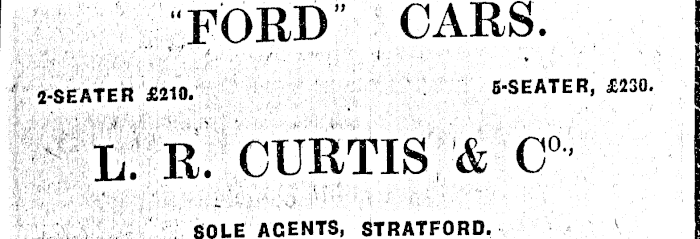 "FORD" CARS.
2-SEATER £210. 5-SEATER, £230.
L. R. CURTIS & Co.,
SOLE AGENTS, STRATFORD.